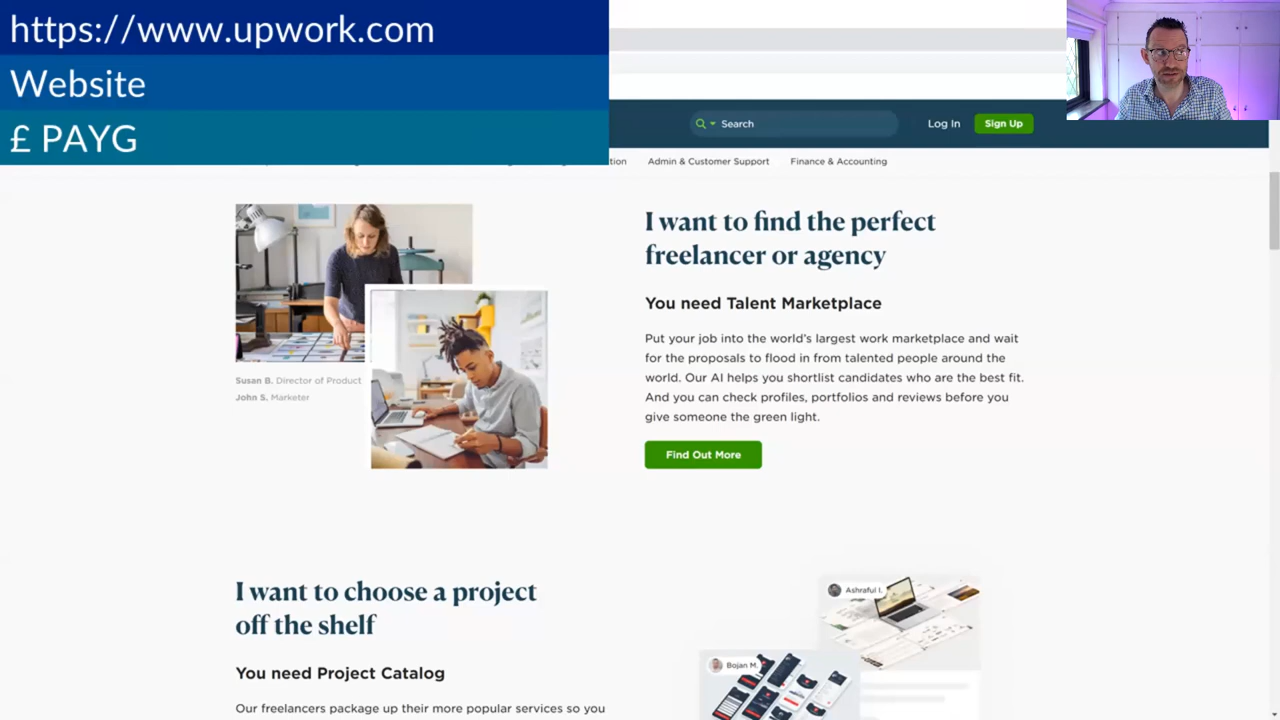 https://www.upwork.com
Website
£ PAYG
Search
Log In
Sign Up
Admin & Customer Support
Finance & Accounting
I want to find the perfect
freelancer or agency
You need Talent Marketplace
Put your job into the world's largest work marketplace and wait
for the proposals to flood in from talented people around the
world. Our AI helps you shortlist candidates who are the best fit.
And you can check profiles, portfolios and reviews before you
give someone the green light.
Find Out More
Susan B. Director of Product
John S. Marketer
I want to choose a project
off the shelf
You need Project Catalog
Our freelancers package up their more popular services so you
Ashraful I.
Bojan M.